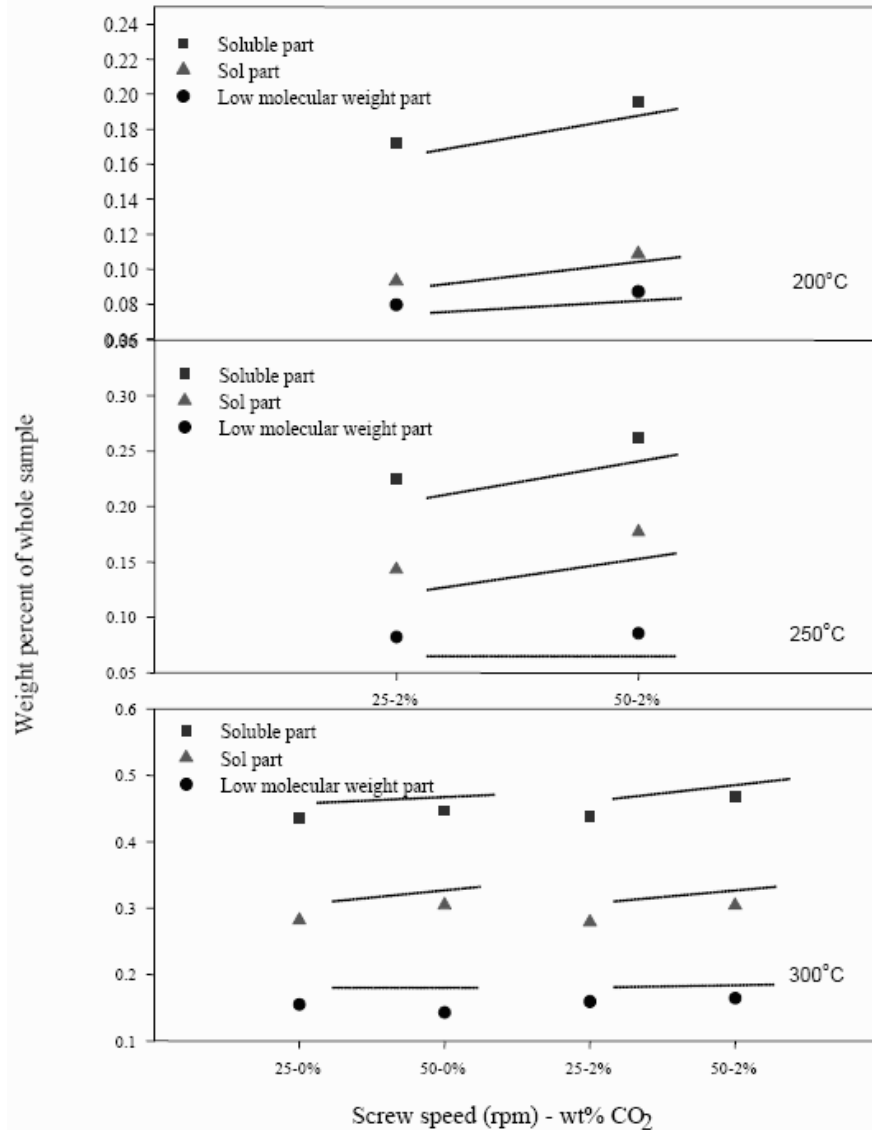 0.24
Soluble part
0.22
Sol part
0.20
Low molecular weight part
0.18
0.16
0.14
0.12
0.10
200°C
0.08
Soluble part
0.30
Sol part
0.25
Low molecular weight part
0.20
0.15
0.10
250°C
0.05
25-2% 50-2%
0.6
Soluble part
Sol part
0.5
Low molecular weight part
0.4
0.3
0.2
300°C
0.1
25-0% 50-0% 25-2% 50-2%
Screw speed (rpm) - wt% CO2
Weight percent of whole sample